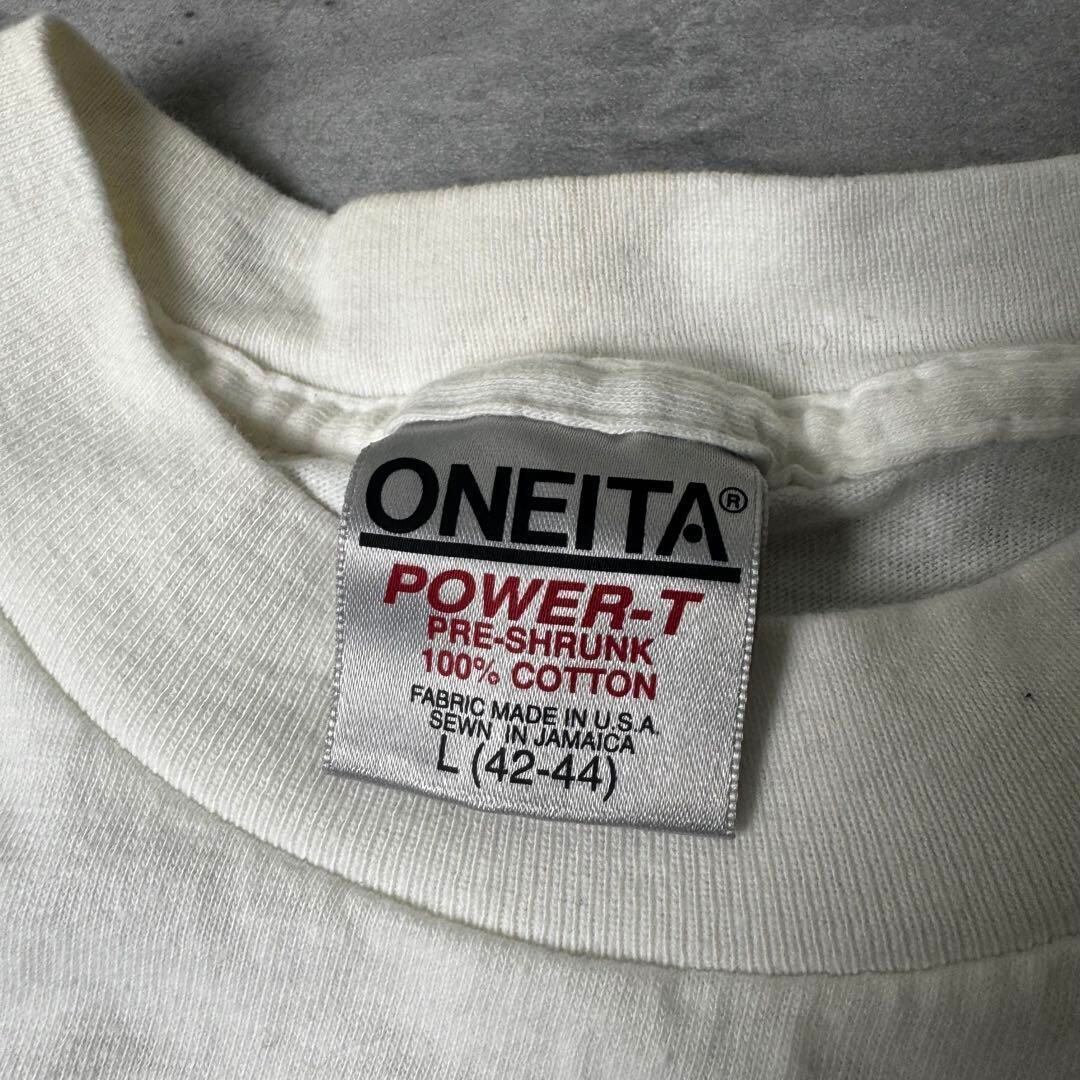 ONEITA®
POWER-T
PRE-SHRUNK
100% COTTON
FABRIC MADE IN U.S.A.
SEWN IN JAMAICA
L (42-44)